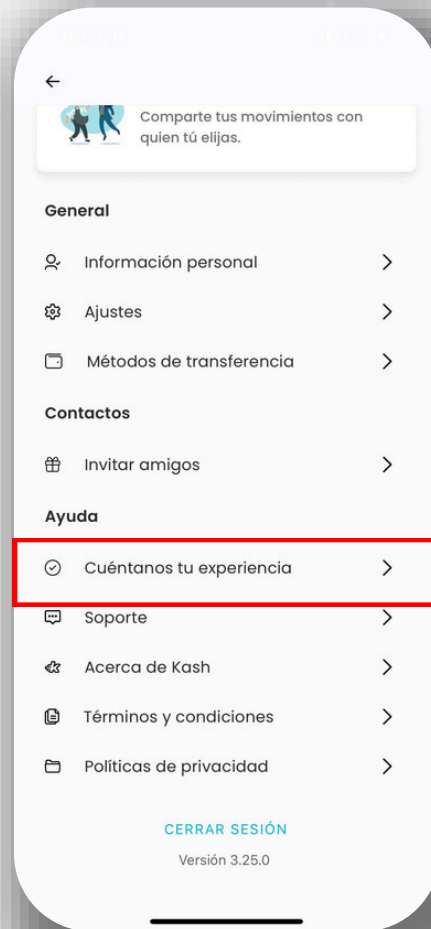 Comparte tus movimientos con
quien tú elijas.
General
Información personal
Ajustes
Métodos de transferencia
Contactos
Invitar amigos
Ayuda
Cuéntanos tu experiencia
Soporte
Acerca de Kash
Términos y condiciones
Políticas de privacidad
CERRAR SESIÓN
Versión 3.25.0